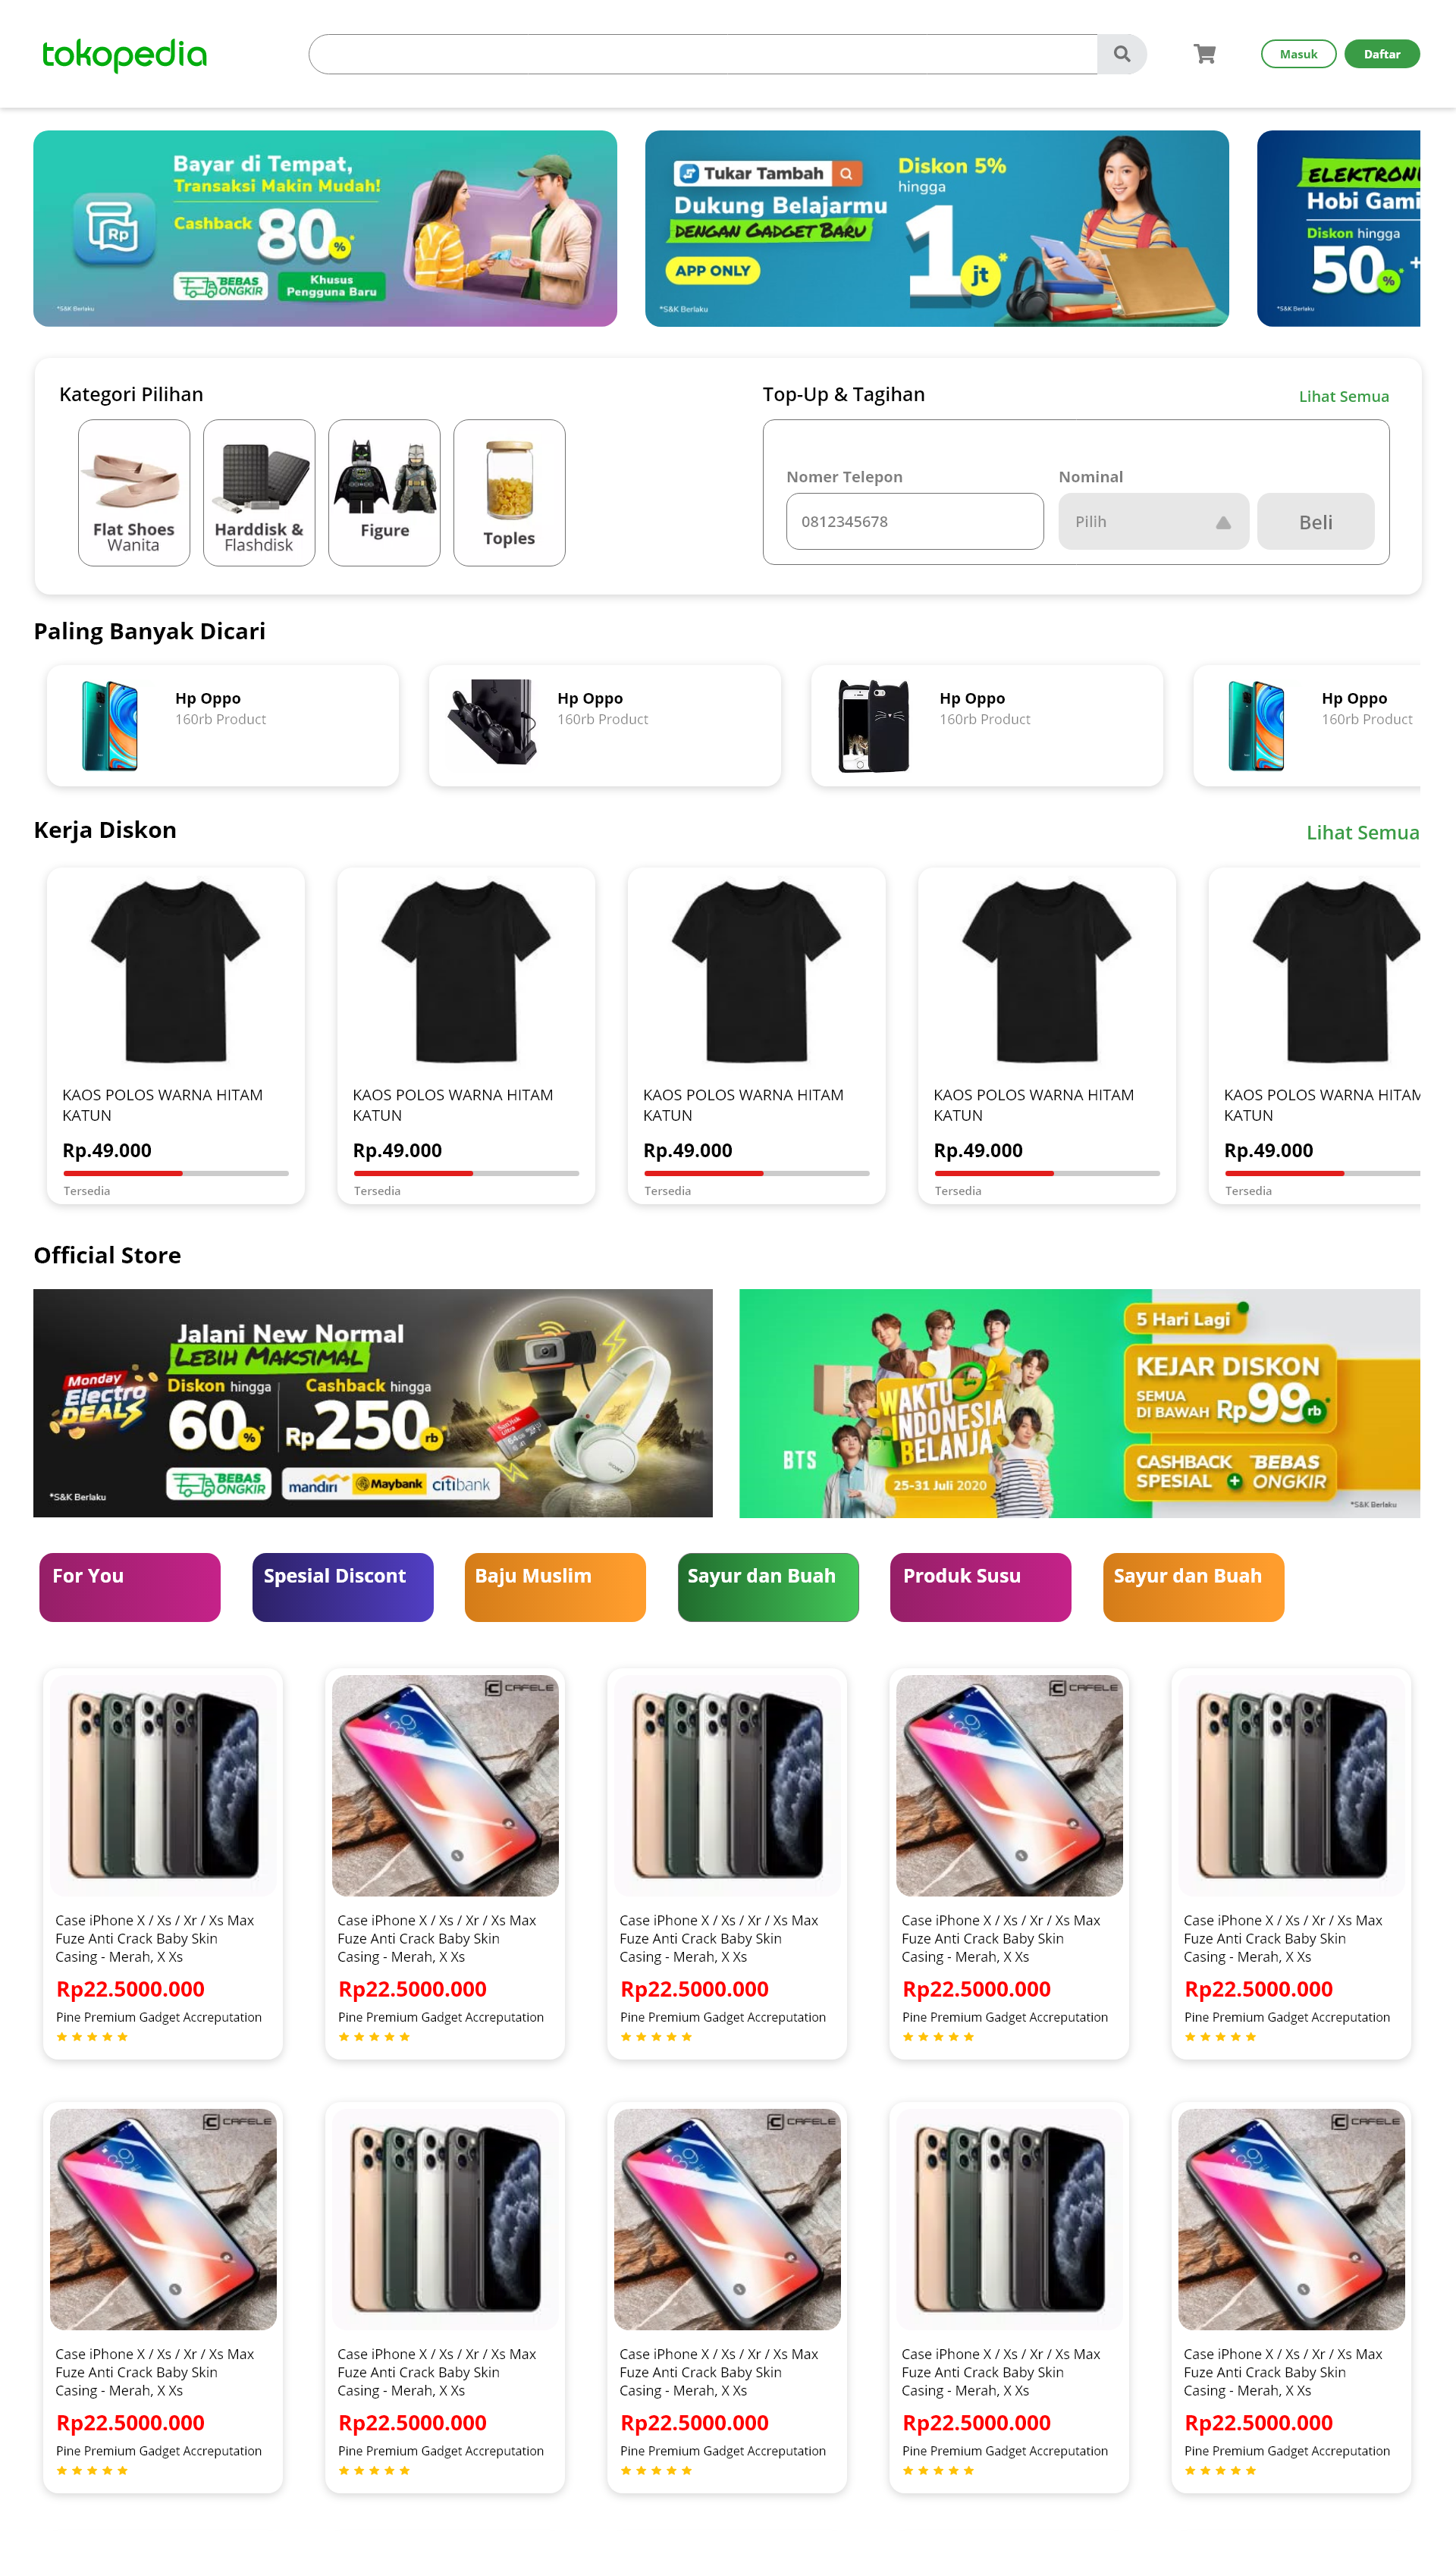 tokopedia
Masuk
Daftar
Bayar di Tempat,
Transaksi Makin Mudah!
Cashback 80%*
Rp
BEBAS ONGKIR
Khusus
Pengguna Baru
*S&K Berlaku
Tukar Tambah
Dukung Belajarmu
DENGAN GADGET BARU
APP ONLY
Diskon 5%
hingga
1 jt*
*S&K Berlaku
Hobi Gami
Diskon hingga
50%* +
*S&K Berlaku
Kategori Pilihan
Flat Shoes
Wanita
Harddisk &
Flashdisk
Figure
Toples
Top-Up & Tagihan
Lihat Semua
Nomer Telepon
Nominal
0812345678
Pilih
Beli
Paling Banyak Dicari
Hp Oppo
160rb Product
Hp Oppo
160rb Product
Hp Oppo
160rb Product
Hp Oppo
160rb Product
Kerja Diskon
Lihat Semua
KAOS POLOS WARNA HITAM
KATUN
Rp.49.000
Tersedia
KAOS POLOS WARNA HITAM
KATUN
Rp.49.000
Tersedia
KAOS POLOS WARNA HITAM
KATUN
Rp.49.000
Tersedia
KAOS POLOS WARNA HITAM
KATUN
Rp.49.000
Tersedia
KAOS POLOS WARNA HITAM
KATUN
Rp.49.000
Tersedia
Official Store
Monday
Electro
DEALS
Jalani New Normal
LEBIH MAKSIMAL
Diskon hingga
60%*
Cashback hingga
Rp250rb*
BEBAS ONGKIR
mandiri
Maybank
citibank
*S&K Berlaku
SanDisk
Ultra
64
SONY
BTS
WAKTU
INDONESIA
BELANJA
25-31 Juli 2020
5 Hari Lagi
KEJAR DISKON
SEMUA
DI BAWAH Rp99rb*
CASHBACK
SPESIAL + BEBAS ONGKIR
*S&K Berlaku
For You
Spesial Discont
Baju Muslim
Sayur dan Buah
Produk Susu
Sayur dan Buah
Case iPhone X / Xs / Xr / Xs Max
Fuze Anti Crack Baby Skin
Casing - Merah, X Xs
Rp22.5000.000
Pine Premium Gadget Accreputation
CAFELE
Case iPhone X / Xs / Xr / Xs Max
Fuze Anti Crack Baby Skin
Casing - Merah, X Xs
Rp22.5000.000
Pine Premium Gadget Accreputation
Case iPhone X / Xs / Xr / Xs Max
Fuze Anti Crack Baby Skin
Casing - Merah, X Xs
Rp22.5000.000
Pine Premium Gadget Accreputation
CAFELE
Case iPhone X / Xs / Xr / Xs Max
Fuze Anti Crack Baby Skin
Casing - Merah, X Xs
Rp22.5000.000
Pine Premium Gadget Accreputation
Case iPhone X / Xs / Xr / Xs Max
Fuze Anti Crack Baby Skin
Casing - Merah, X Xs
Rp22.5000.000
Pine Premium Gadget Accreputation
CAFELE
Case iPhone X / Xs / Xr / Xs Max
Fuze Anti Crack Baby Skin
Casing - Merah, X Xs
Rp22.5000.000
Pine Premium Gadget Accreputation
Case iPhone X / Xs / Xr / Xs Max
Fuze Anti Crack Baby Skin
Casing - Merah, X Xs
Rp22.5000.000
Pine Premium Gadget Accreputation
CAFELE
Case iPhone X / Xs / Xr / Xs Max
Fuze Anti Crack Baby Skin
Casing - Merah, X Xs
Rp22.5000.000
Pine Premium Gadget Accreputation
Case iPhone X / Xs / Xr / Xs Max
Fuze Anti Crack Baby Skin
Casing - Merah, X Xs
Rp22.5000.000
Pine Premium Gadget Accreputation
CAFELE
Case iPhone X / Xs / Xr / Xs Max
Fuze Anti Crack Baby Skin
Casing - Merah, X Xs
Rp22.5000.000
Pine Premium Gadget Accreputation